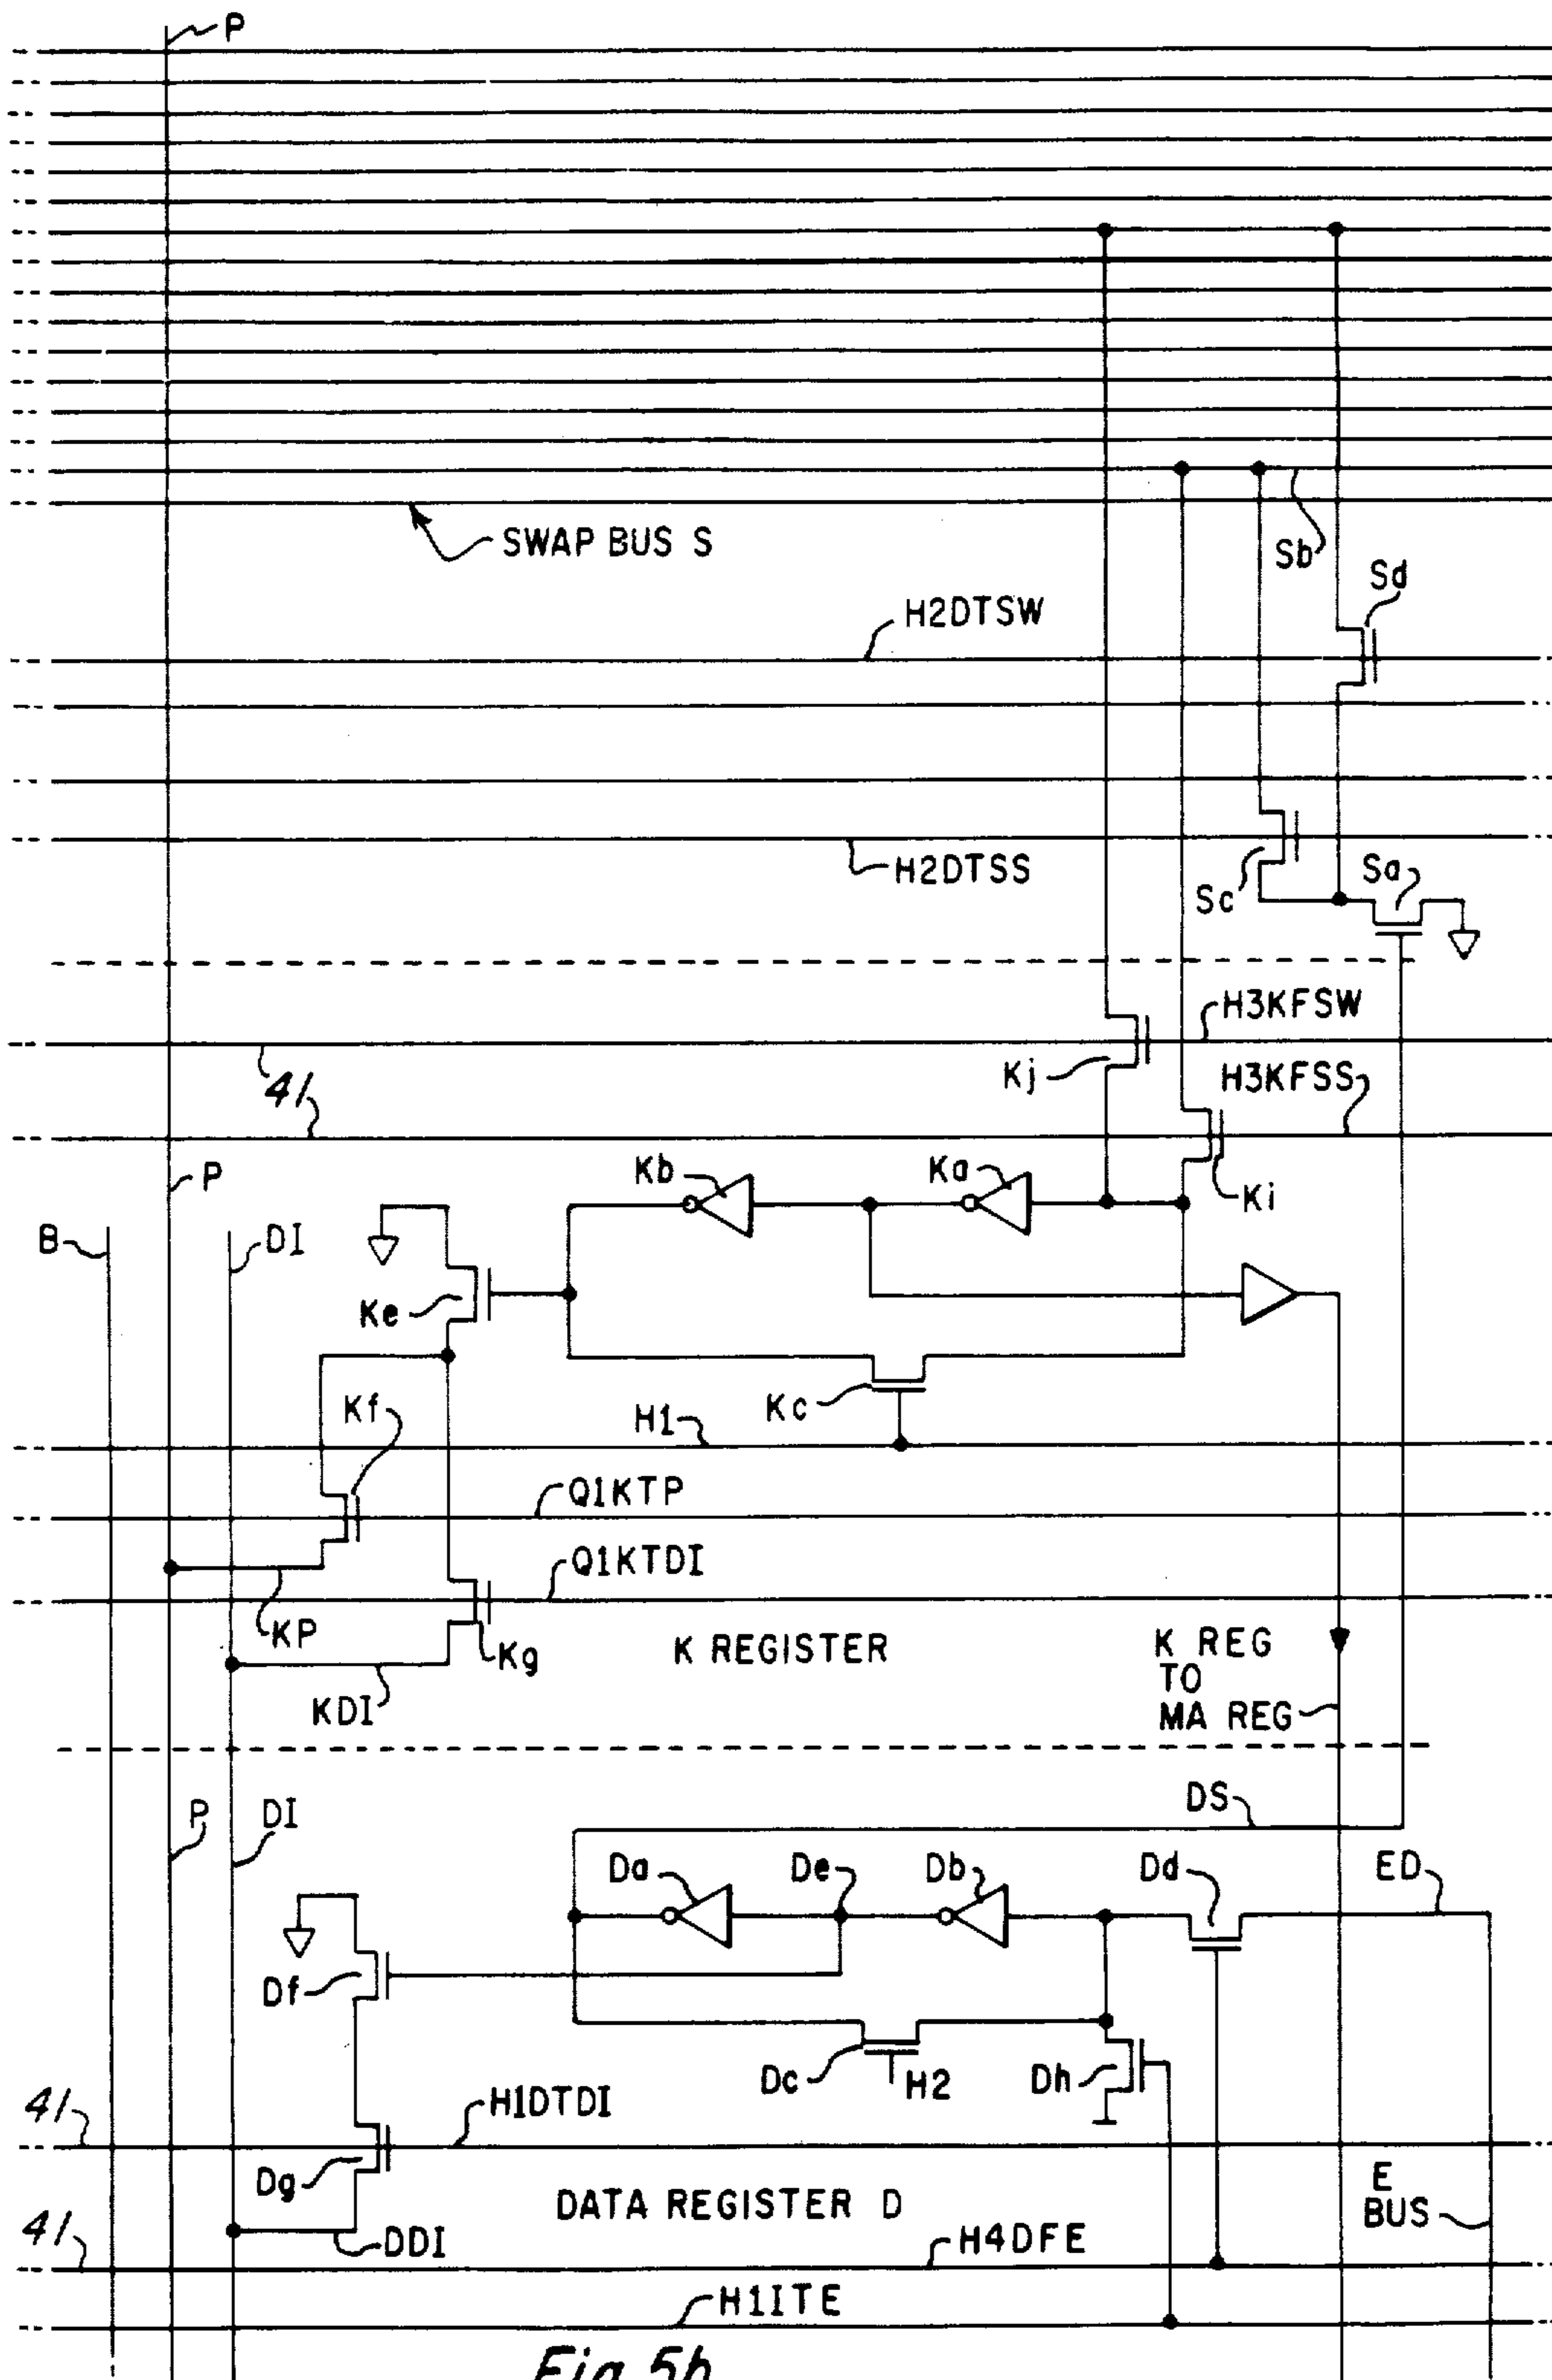 P
SWAP BUS S
Sb
Sd
H2DTSW
H2DTSS
Sc
Sa
H3KFSW
41
Kj
H3KFSS
P
Kb
Ka
Ki
B
DI
Ke
Kf
H1
Kc
Q1KTP
Q1KTDI
KP
Kg
K REGISTER
K REG
TO
MA REG
KDI
P
DI
DS
Da
De
Db
Dd
ED
Df
Dc
H2
Dh
41
H1DTDI
Dg
DATA REGISTER D
E
BUS
41
DDI
H4DFE
H1ITE
Fig. 5b